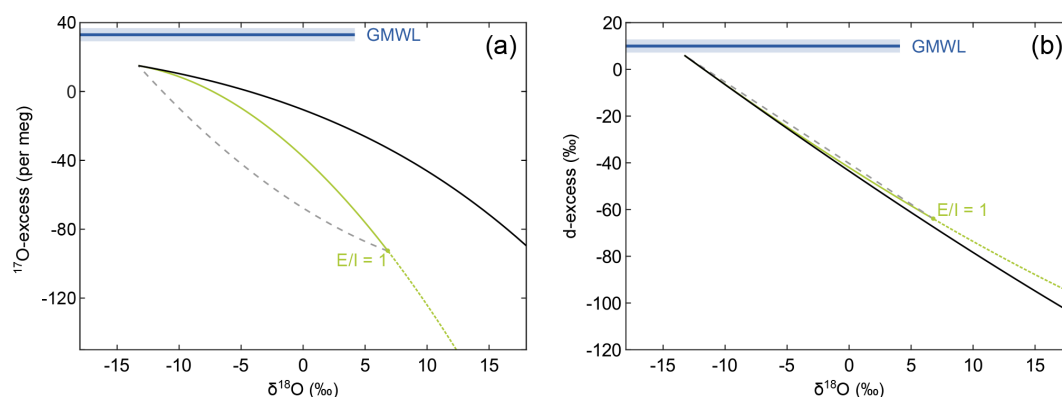 (a)
GMWL
E/I = 1
40
0
-40
-80
-120
-15
-10
-5
0
5
10
15
¹⁷O-excess (per meg)
δ¹⁸O (‰)
(b)
GMWL
E/I = 1
20
0
-20
-40
-60
-80
-100
-120
-15
-10
-5
0
5
10
15
d-excess (‰)
δ¹⁸O (‰)